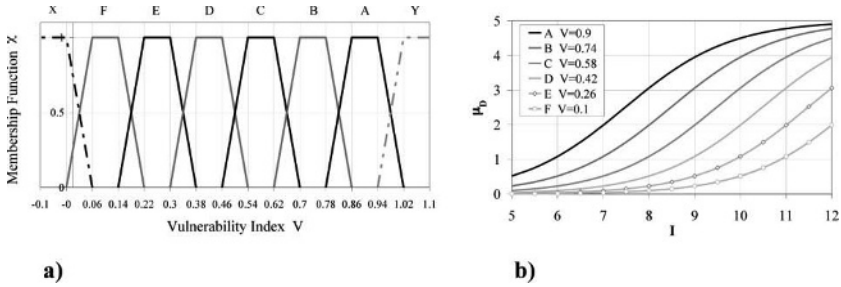 X F E D C B A Y
Membership Function χ
1
0.5
0
-0.1 -0 0.06 0.14 0.22 0.3 0.38 0.46 0.54 0.62 0.7 0.78 0.86 0.94 1.02 1.1
Vulnerability Index V
a)
5
4
3
2
1
0
μD
A V=0.9
B V=0.74
C V=0.58
D V=0.42
E V=0.26
F V=0.1
5 6 7 8 9 10 11 12
I
b)